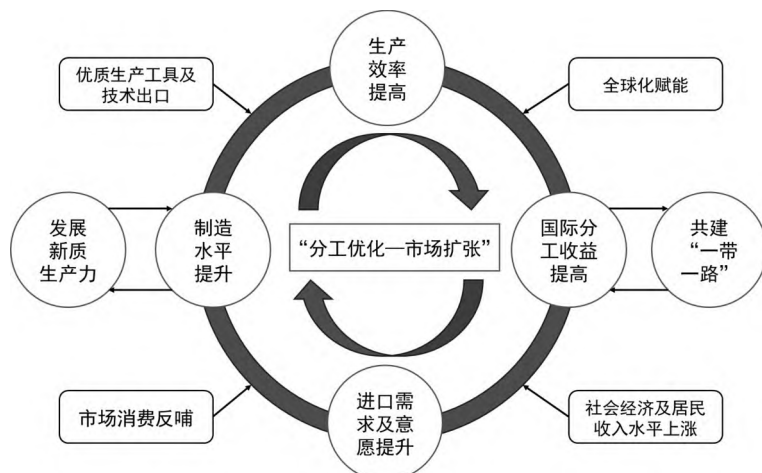 生产
效率
提高
优质生产工具及
技术出口
全球化赋能
发展
新质
生产力
制造
水平
提升
“分工优化—市场扩张”
国际分
工收益
提高
共建
“一带
一路”
市场消费反哺
进口需
求及意
愿提升
社会经济及居民
收入水平上涨